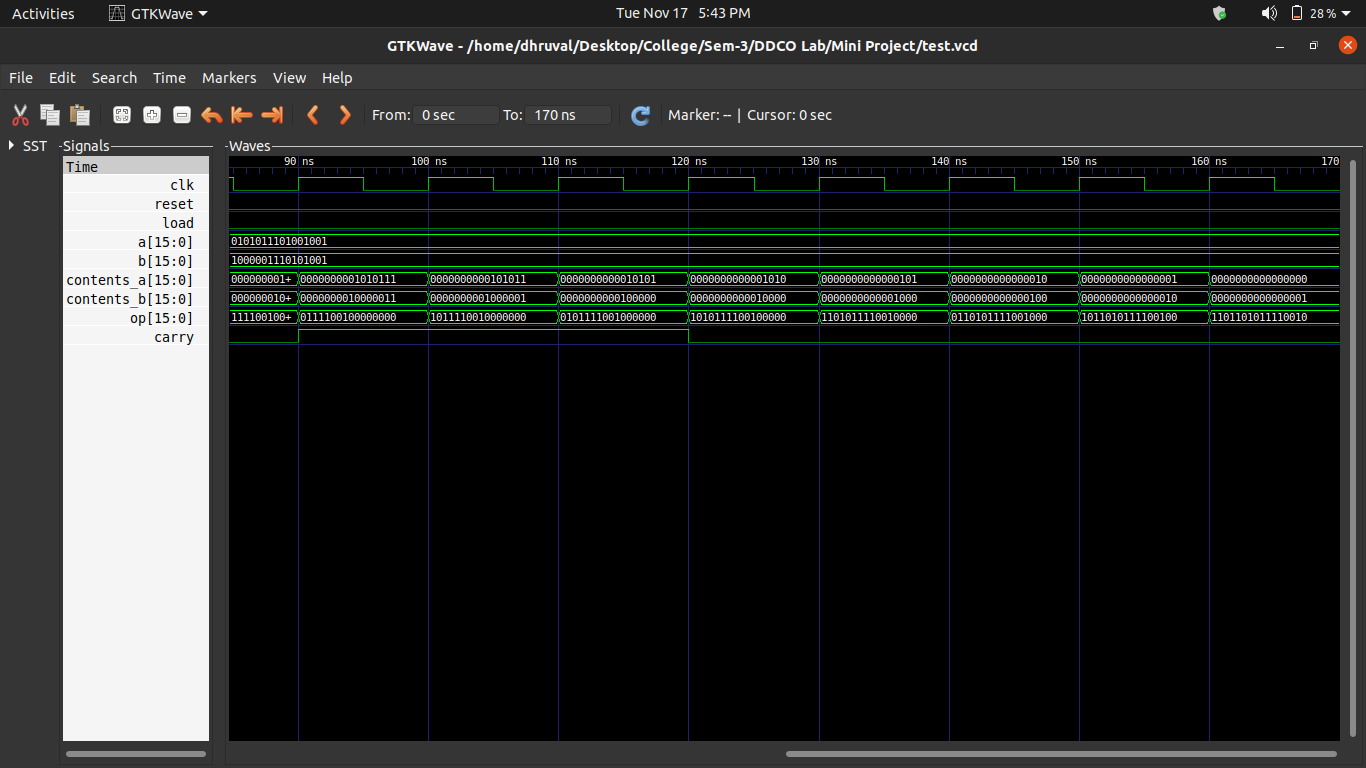 Activities GTKWave Tue Nov 17 5:43 PM 28%
GTKWave - /home/dhruval/Desktop/College/Sem-3/DDCO Lab/Mini Project/test.vcd
File Edit Search Time Markers View Help
From: 0 sec To: 170 ns Marker: -- | Cursor: 0 sec
SST Signals Waves
90 ns 100 ns 110 ns 120 ns 130 ns 140 ns 150 ns 160 ns 170
Time
clk
reset
load
a[15:0] 0101011101001001
b[15:0] 1000001110101001
contents_a[15:0] 000000001+ 0000000001010111 0000000000101011 0000000000010101 0000000000001010 0000000000000101 0000000000000010 0000000000000001 0000000000000000
contents_b[15:0] 000000010+ 0000000010000011 0000000001000001 0000000000100000 0000000000010000 0000000000001000 0000000000000100 0000000000000010 0000000000000001
op[15:0] 111100100+ 0111100100000000 1011110010000000 0101111001000000 1010111100100000 1101011110010000 0110101111001000 1011010111100100 1101101011110010
carry